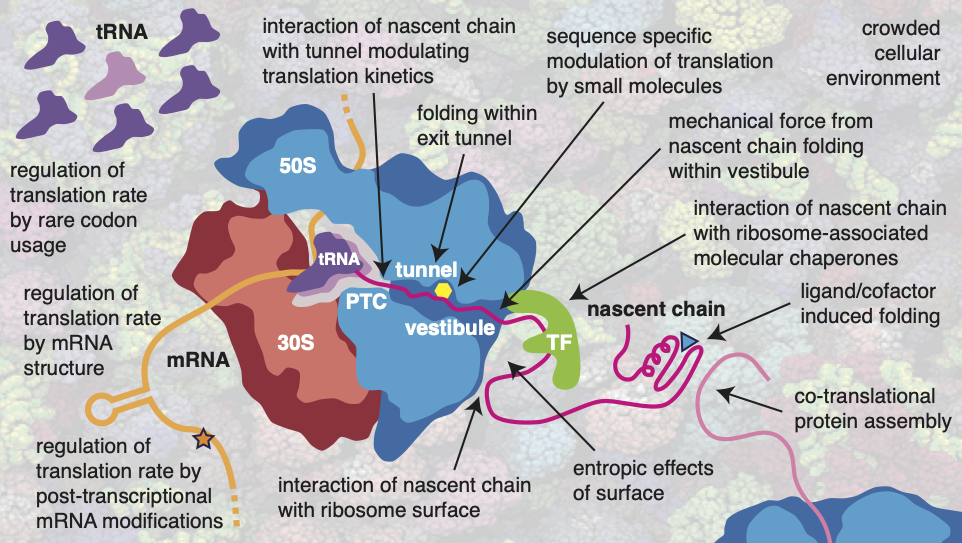 tRNA
interaction of nascent chain
with tunnel modulating
translation kinetics
sequence specific
modulation of translation
by small molecules
crowded
cellular
environment
folding within
exit tunnel
mechanical force from
nascent chain folding
within vestibule
50S
regulation of
translation rate
by rare codon
usage
interaction of nascent chain
with ribosome-associated
molecular chaperones
tRNA
tunnel
PTC
vestibule
nascent chain
ligand/cofactor
induced folding
regulation of
translation rate
by mRNA
structure
mRNA
30S
TF
co-translational
protein assembly
regulation of
translation rate by
post-transcriptional
mRNA modifications
interaction of nascent chain
with ribosome surface
entropic effects
of surface